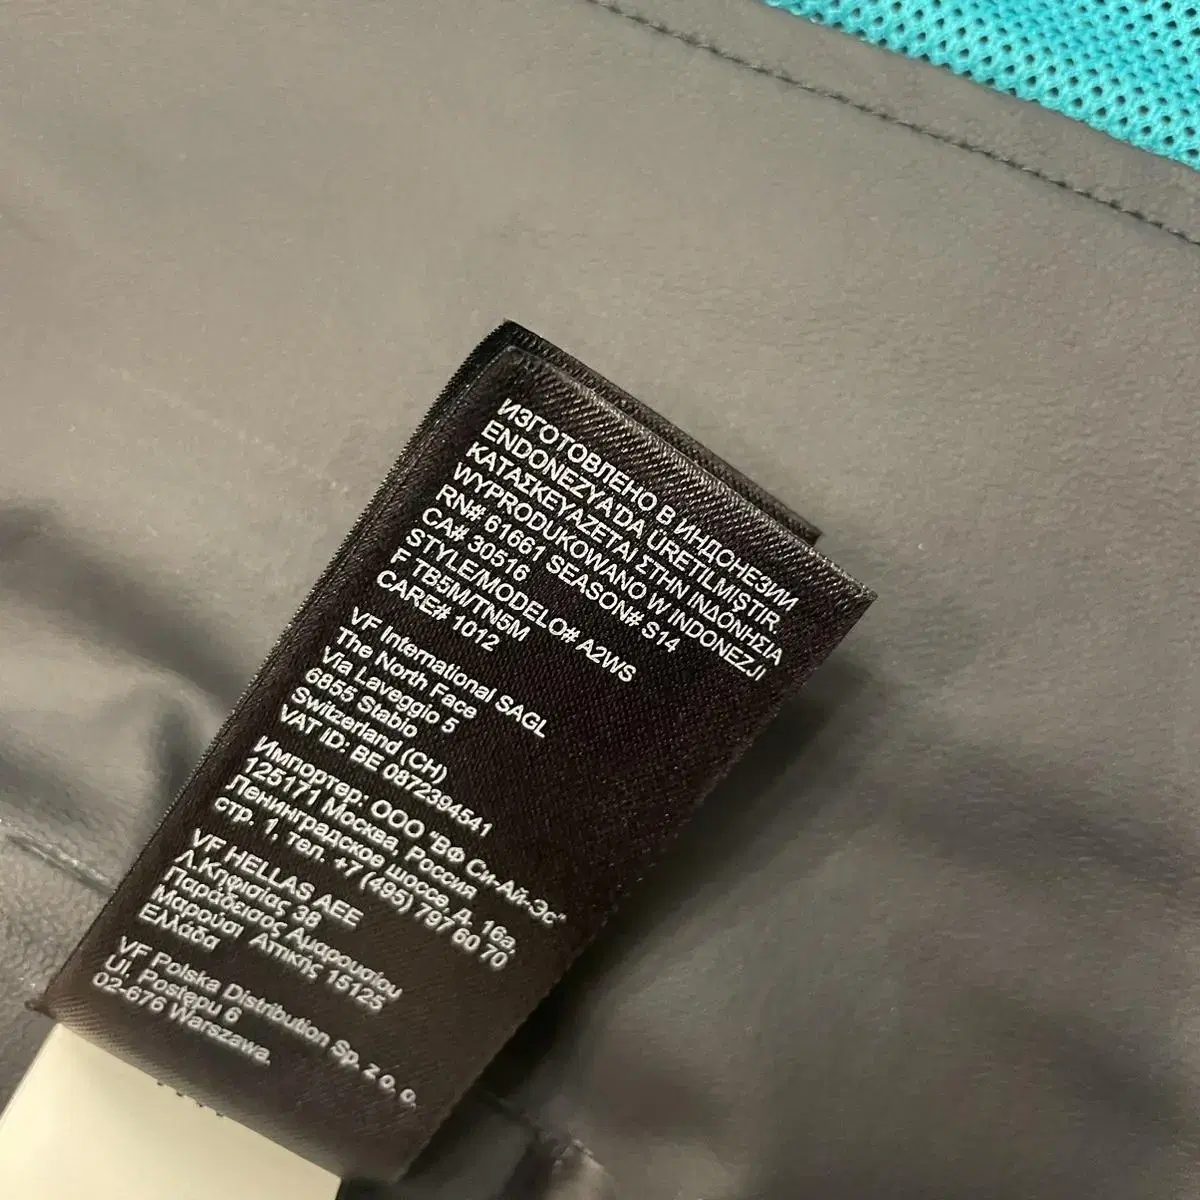 ИЗГОТОВЛЕНО В ИНДОНЕЗИИ
ENDONEZYA'DA ÜRETILMIŞTIR
ΚΑΤΑΣΚΕΥΑΖΕΤΑΙ ΣΤΗΝ ΙΝΔΟΝΗΣΙΑ
WYPRODUKOWANO W INDONEZJI
RN# 61661 SEASON# S14
CA# 30516
STYLE/MODELO# A2WS
F TB5M/TN5M
CARE# 1012
VF International SAGL
The North Face
Via Laveggio 5
6855 Stabio
Switzerland (CH)
VAT ID: BE 0872394541
Импортер: ООО "ВФ Си-Ай-Эс"
125171 Москва, Россия
Ленинградское шоссе д. 16а,
стр. 1, тел. +7 (495) 797 60 70
VF HELLAS AEE
Λ.Κηφισίας 38
Παράδεισος Αμαρουσίου
Μαρούσι Αττικής 15125
Ελλάδα
VF Polska Distribution Sp. z o. o.
Ul. Postępu 6
02-676 Warszawa.